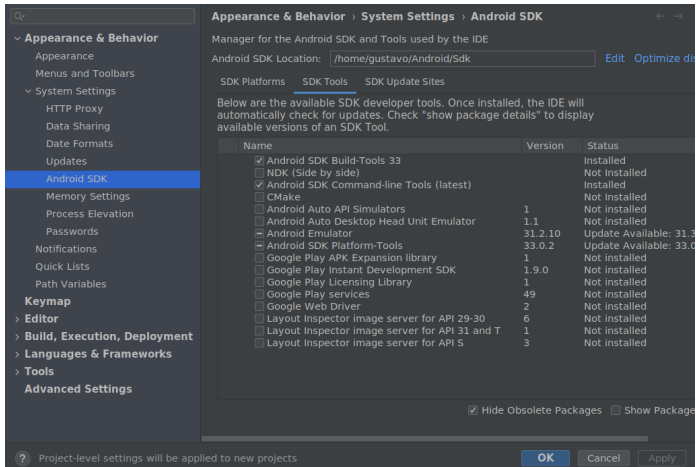 Appearance & Behavior
Appearance
Menus and Toolbars
System Settings
HTTP Proxy
Data Sharing
Date Formats
Updates
Android SDK
Memory Settings
Process Elevation
Passwords
Notifications
Quick Lists
Path Variables
Keymap
Editor
Build, Execution, Deployment
Languages & Frameworks
Tools
Advanced Settings
Appearance & Behavior › System Settings › Android SDK
Manager for the Android SDK and Tools used by the IDE
Android SDK Location: /home/gustavo/Android/Sdk Edit Optimize dis
SDK Platforms SDK Tools SDK Update Sites
Below are the available SDK developer tools. Once installed, the IDE will
automatically check for updates. Check "show package details" to display
available versions of an SDK Tool.
Name Version Status
Android SDK Build-Tools 33 Installed
NDK (Side by side) Not Installed
Android SDK Command-line Tools (latest) Installed
CMake Not Installed
Android Auto API Simulators 1 Not installed
Android Auto Desktop Head Unit Emulator 1.1 Not installed
Android Emulator 31.2.10 Update Available: 31.3
Android SDK Platform-Tools 33.0.2 Update Available: 33.0
Google Play APK Expansion library 1 Not installed
Google Play Instant Development SDK 1.9.0 Not installed
Google Play Licensing Library 1 Not installed
Google Play services 49 Not installed
Google Web Driver 2 Not installed
Layout Inspector image server for API 29-30 6 Not installed
Layout Inspector image server for API 31 and T 1 Not installed
Layout Inspector image server for API S 3 Not installed
Hide Obsolete Packages Show Package
? Project-level settings will be applied to new projects
OK Cancel Apply